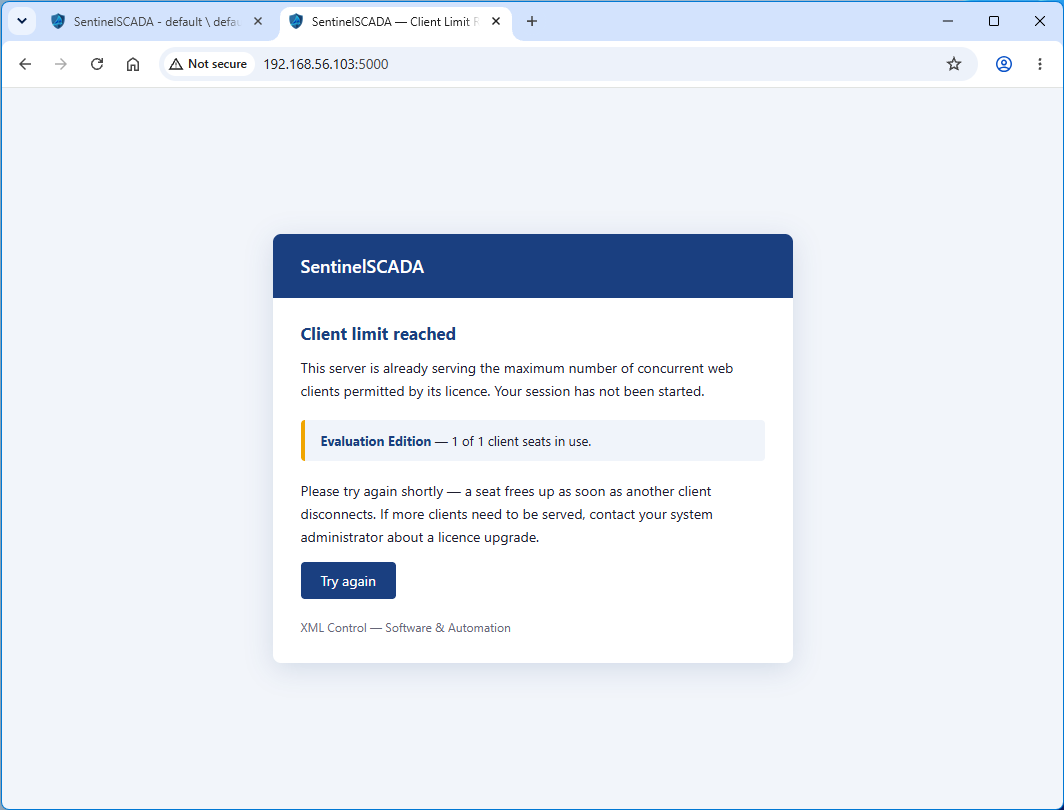 SentinelSCADA - default \ defau
SentinelSCADA — Client Limit R
Not secure
192.168.56.103:5000
SentinelSCADA
Client limit reached
This server is already serving the maximum number of concurrent web
clients permitted by its licence. Your session has not been started.
Evaluation Edition — 1 of 1 client seats in use.
Please try again shortly — a seat frees up as soon as another client
disconnects. If more clients need to be served, contact your system
administrator about a licence upgrade.
Try again
XML Control — Software & Automation